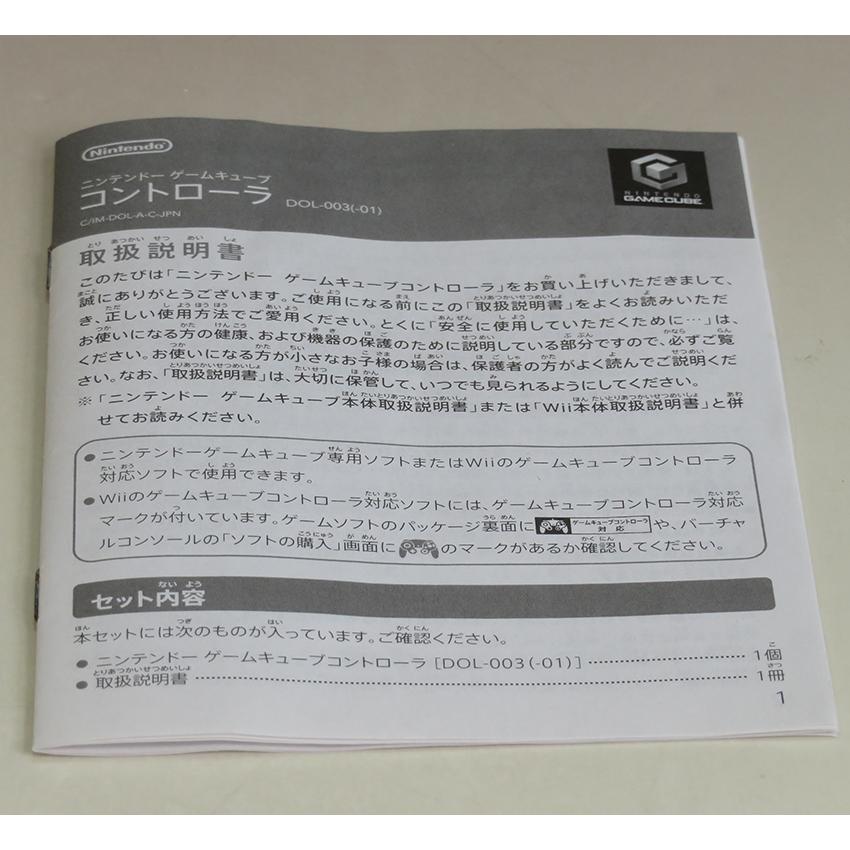 Nintendo
ニンテンドー ゲームキューブ
コントローラ DOL-003(-01)
C/IM-DOL-A-C-JPN
NINTENDO
GAMECUBE
取扱説明書
このたびは「ニンテンドー ゲームキューブコントローラ」をお買い上げいただきまして、
誠にありがとうございます。ご使用になる前にこの「取扱説明書」をよくお読みいただ
き、正しい使用方法でご愛用ください。とくに「安全に使用していただくために…」は、
お使いになる方の健康、および機器の保護のために説明している部分ですので、必ずご覧
ください。お使いになる方が小さなお子様の場合は、保護者の方がよく読んでご説明くだ
さい。なお、「取扱説明書」は、大切に保管して、いつでも見られるようにしてください。
※「ニンテンドー ゲームキューブ本体取扱説明書」または「Wii本体取扱説明書」と併
せてお読みください。
●ニンテンドーゲームキューブ専用ソフトまたはWiiのゲームキューブコントローラ
対応ソフトで使用できます。
●Wiiのゲームキューブコントローラ対応ソフトには、ゲームキューブコントローラ対応
マークが付いています。ゲームソフトのパッケージ裏面に ゲームキューブコントローラ対応 や、バーチャ
ルコンソールの「ソフトの購入」画面に のマークがあるか確認してください。
セット内容
本セットには次のものが入っています。ご確認ください。
● ニンテンドー ゲームキューブコントローラ [DOL-003(-01)] ………… 1個
● 取扱説明書 ………… 1冊
1